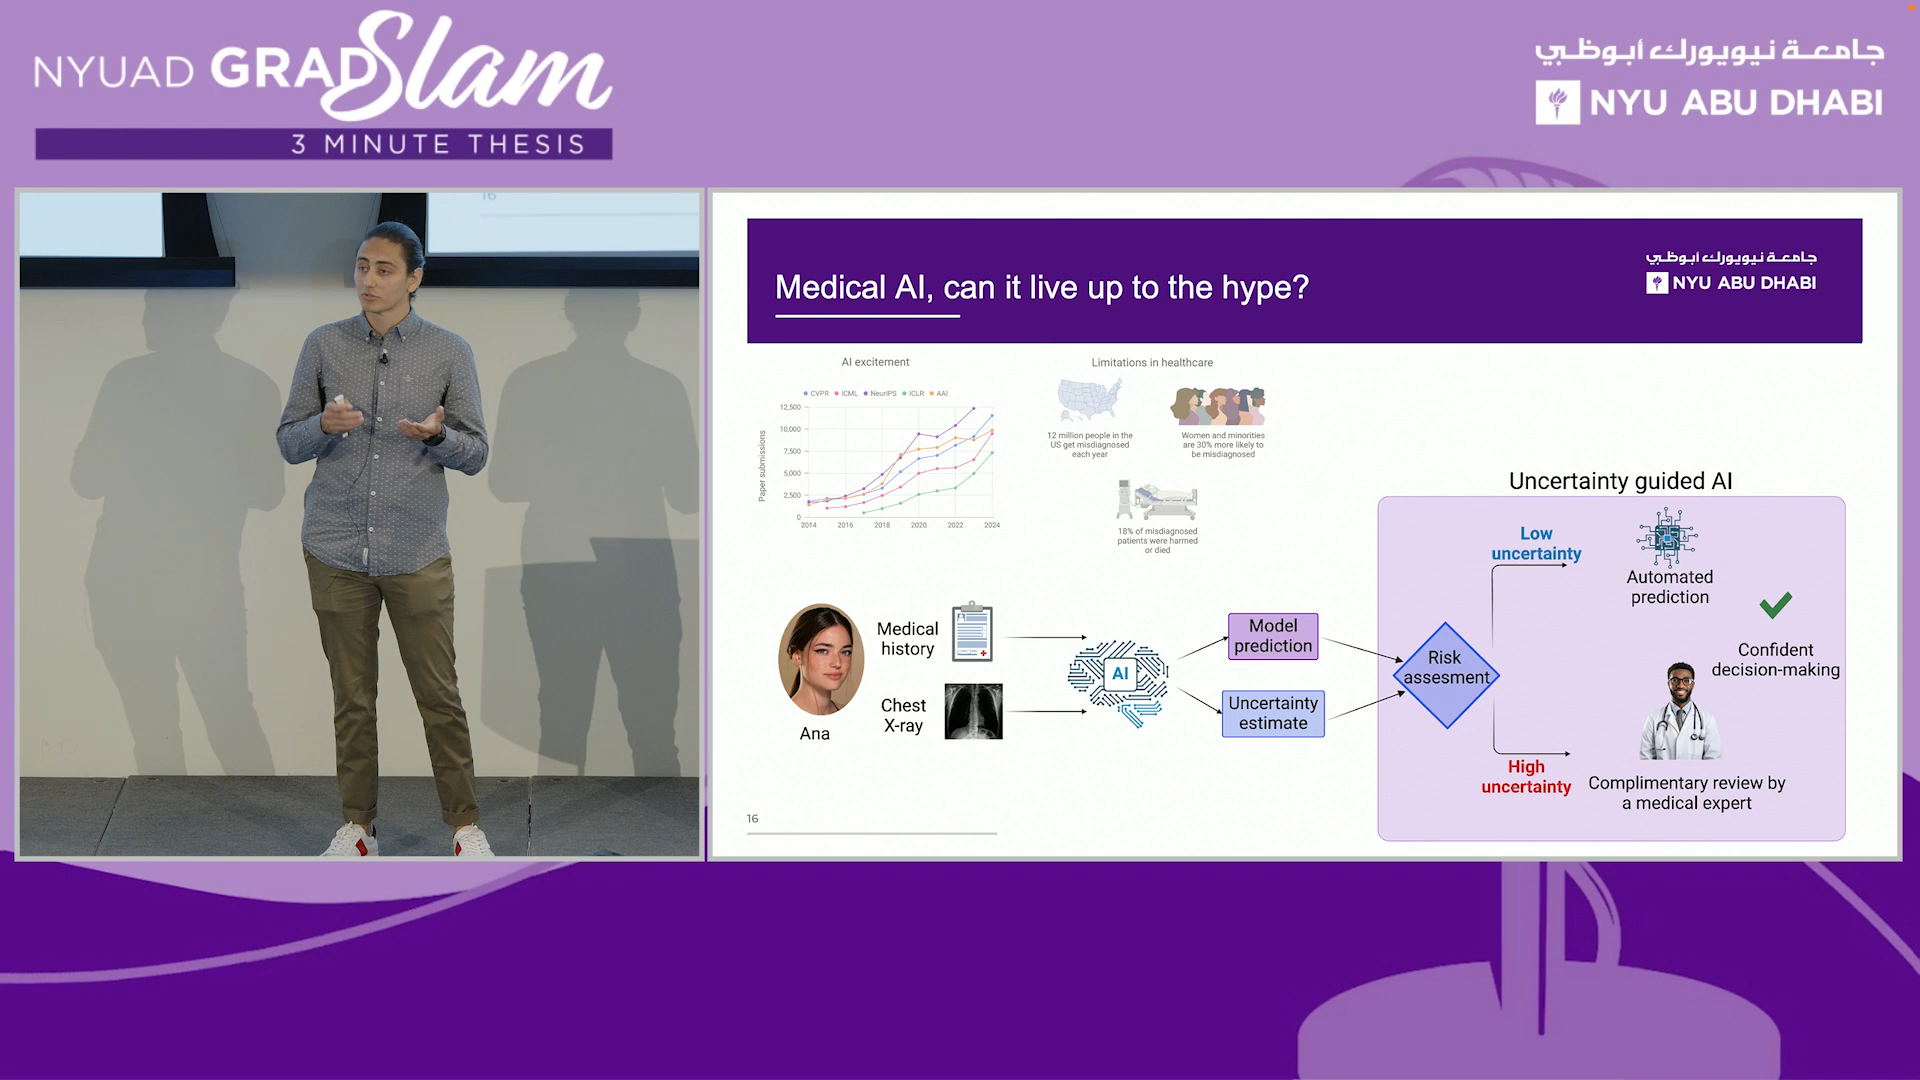 NYUAD GRADSlam
3 MINUTE THESIS
جامعة نيويورك أبوظبي
NYU ABU DHABI
16
Medical AI, can it live up to the hype?
جامعة نيويورك أبوظبي
NYU ABU DHABI
AI excitement
CVPR ICML NeurIPS ICLR AAI
Paper submissions
12,500
10,000
7,500
5,000
2,500
0
2014 2016 2018 2020 2022 2024
Limitations in healthcare
12 million people in the
US get misdiagnosed
each year
Women and minorities
are 30% more likely to
be misdiagnosed
18% of misdiagnosed
patients were harmed
or died
Ana
Medical
history
Chest
X-ray
AI
Model
prediction
Uncertainty
estimate
Uncertainty guided AI
Risk
assesment
Low
uncertainty
Automated
prediction
Confident
decision-making
High
uncertainty
Complimentary review by
a medical expert
16